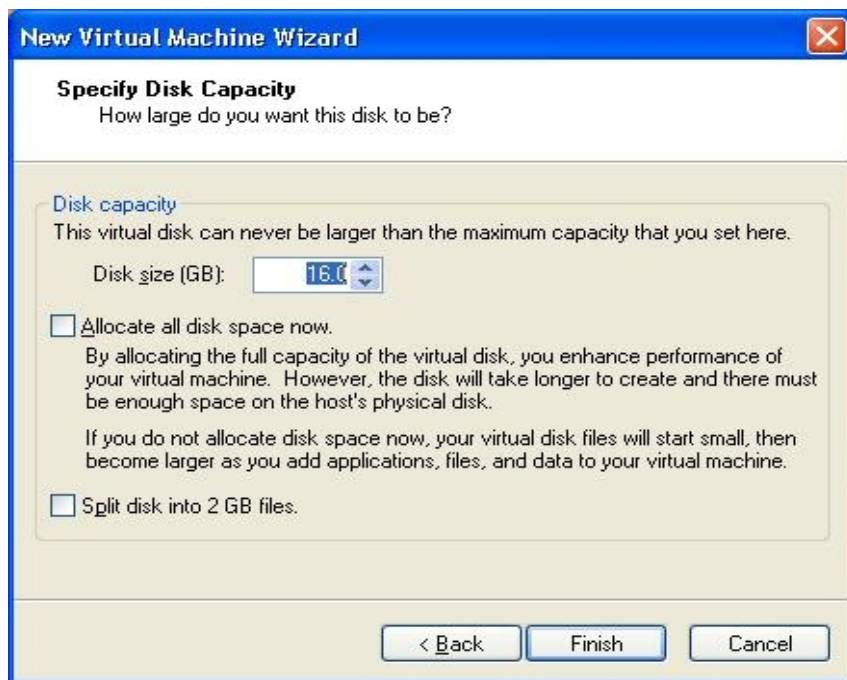 New Virtual Machine Wizard
Specify Disk Capacity
How large do you want this disk to be?
Disk capacity
This virtual disk can never be larger than the maximum capacity that you set here.
Disk size (GB): 16.0
Allocate all disk space now.
By allocating the full capacity of the virtual disk, you enhance performance of
your virtual machine. However, the disk will take longer to create and there must
be enough space on the host's physical disk.
If you do not allocate disk space now, your virtual disk files will start small, then
become larger as you add applications, files, and data to your virtual machine.
Split disk into 2 GB files.
< Back Finish Cancel